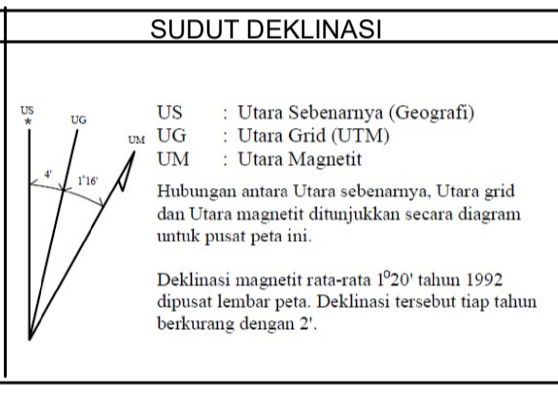 SUDUT DEKLINASI
US
*
UG
UM
4'
1°16'
US : Utara Sebenarnya (Geografi)
UG : Utara Grid (UTM)
UM : Utara Magnetit
Hubungan antara Utara sebenarnya, Utara grid
dan Utara magnetit ditunjukkan secara diagram
untuk pusat peta ini.
Deklinasi magnetit rata-rata 1⁰20' tahun 1992
dipusat lembar peta. Deklinasi tersebut tiap tahun
berkurang dengan 2'.